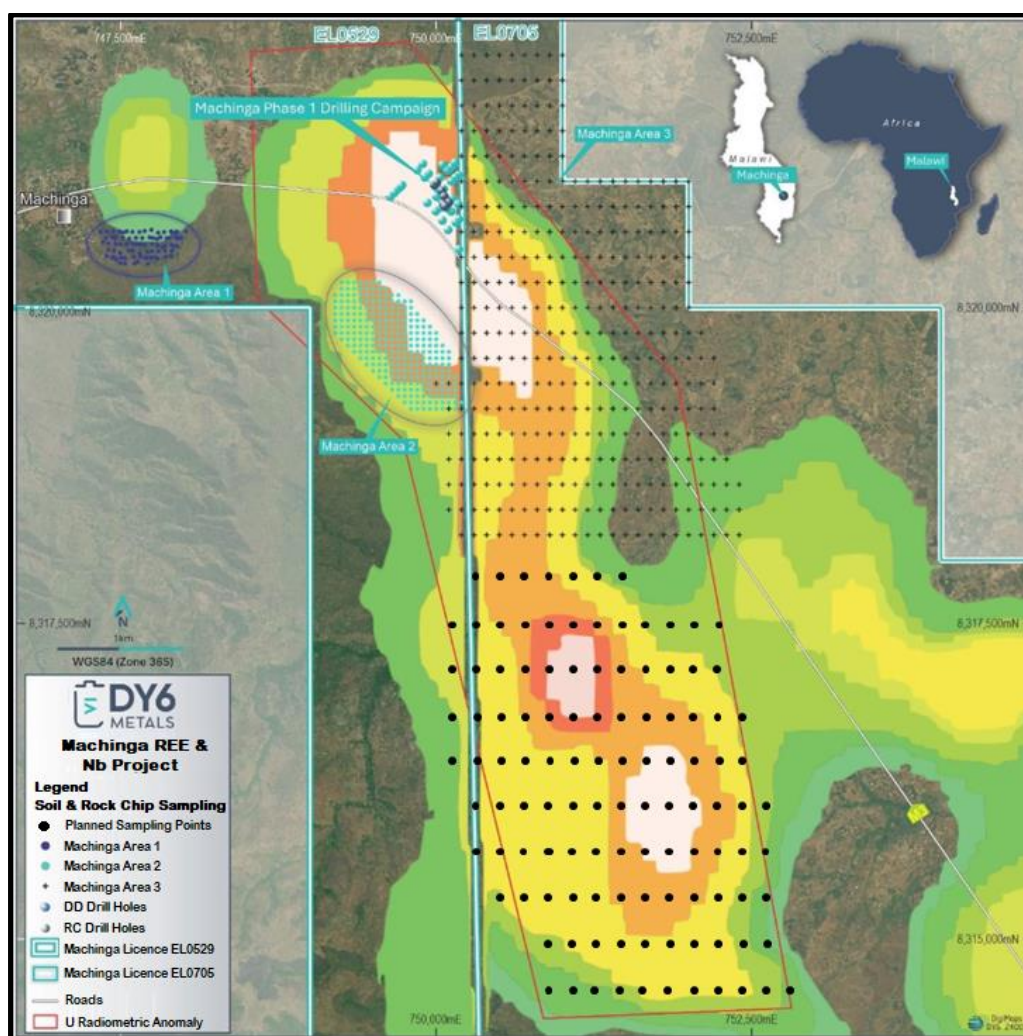 747,500mE
750,000mE
752,500mE
EL0529
EL0705
Machinga Phase 1 Drilling Campaign
Machinga Area 3
Africa
Malawi
Malawi
Machinga
Machinga
Machinga Area 1
8,320,000mN
8,320,000mN
Machinga Area 2
8,317,500mN
8,317,500mN
N
1km
WGS84 (Zone 36S)
DY6
METALS
Machinga REE &
Nb Project
Legend
Soil & Rock Chip Sampling
Planned Sampling Points
Machinga Area 1
Machinga Area 2
Machinga Area 3
DD Drill Holes
RC Drill Holes
Machinga Licence EL0529
Machinga Licence EL0705
Roads
U Radiometric Anomaly
8,315,000mN
750,000mE
752,500mE
DigiMaps